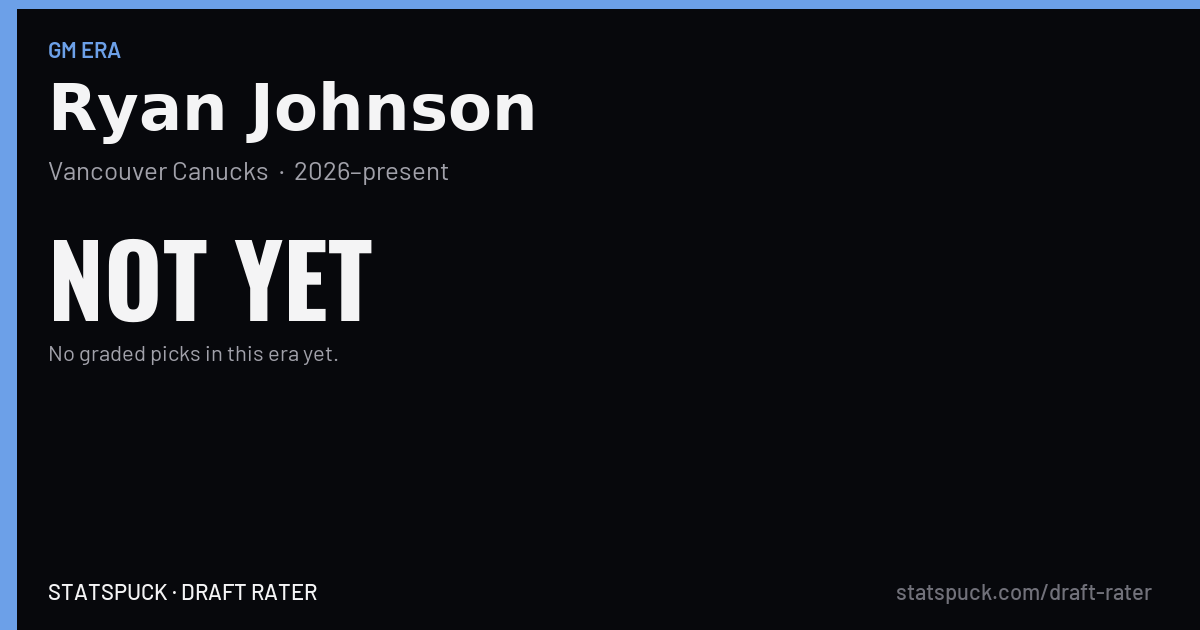 GM ERA
Ryan Johnson
Vancouver Canucks · 2026–present
NOT YET
No graded picks in this era yet.
STATSPUCK · DRAFT RATER
statspuck.com/draft-rater